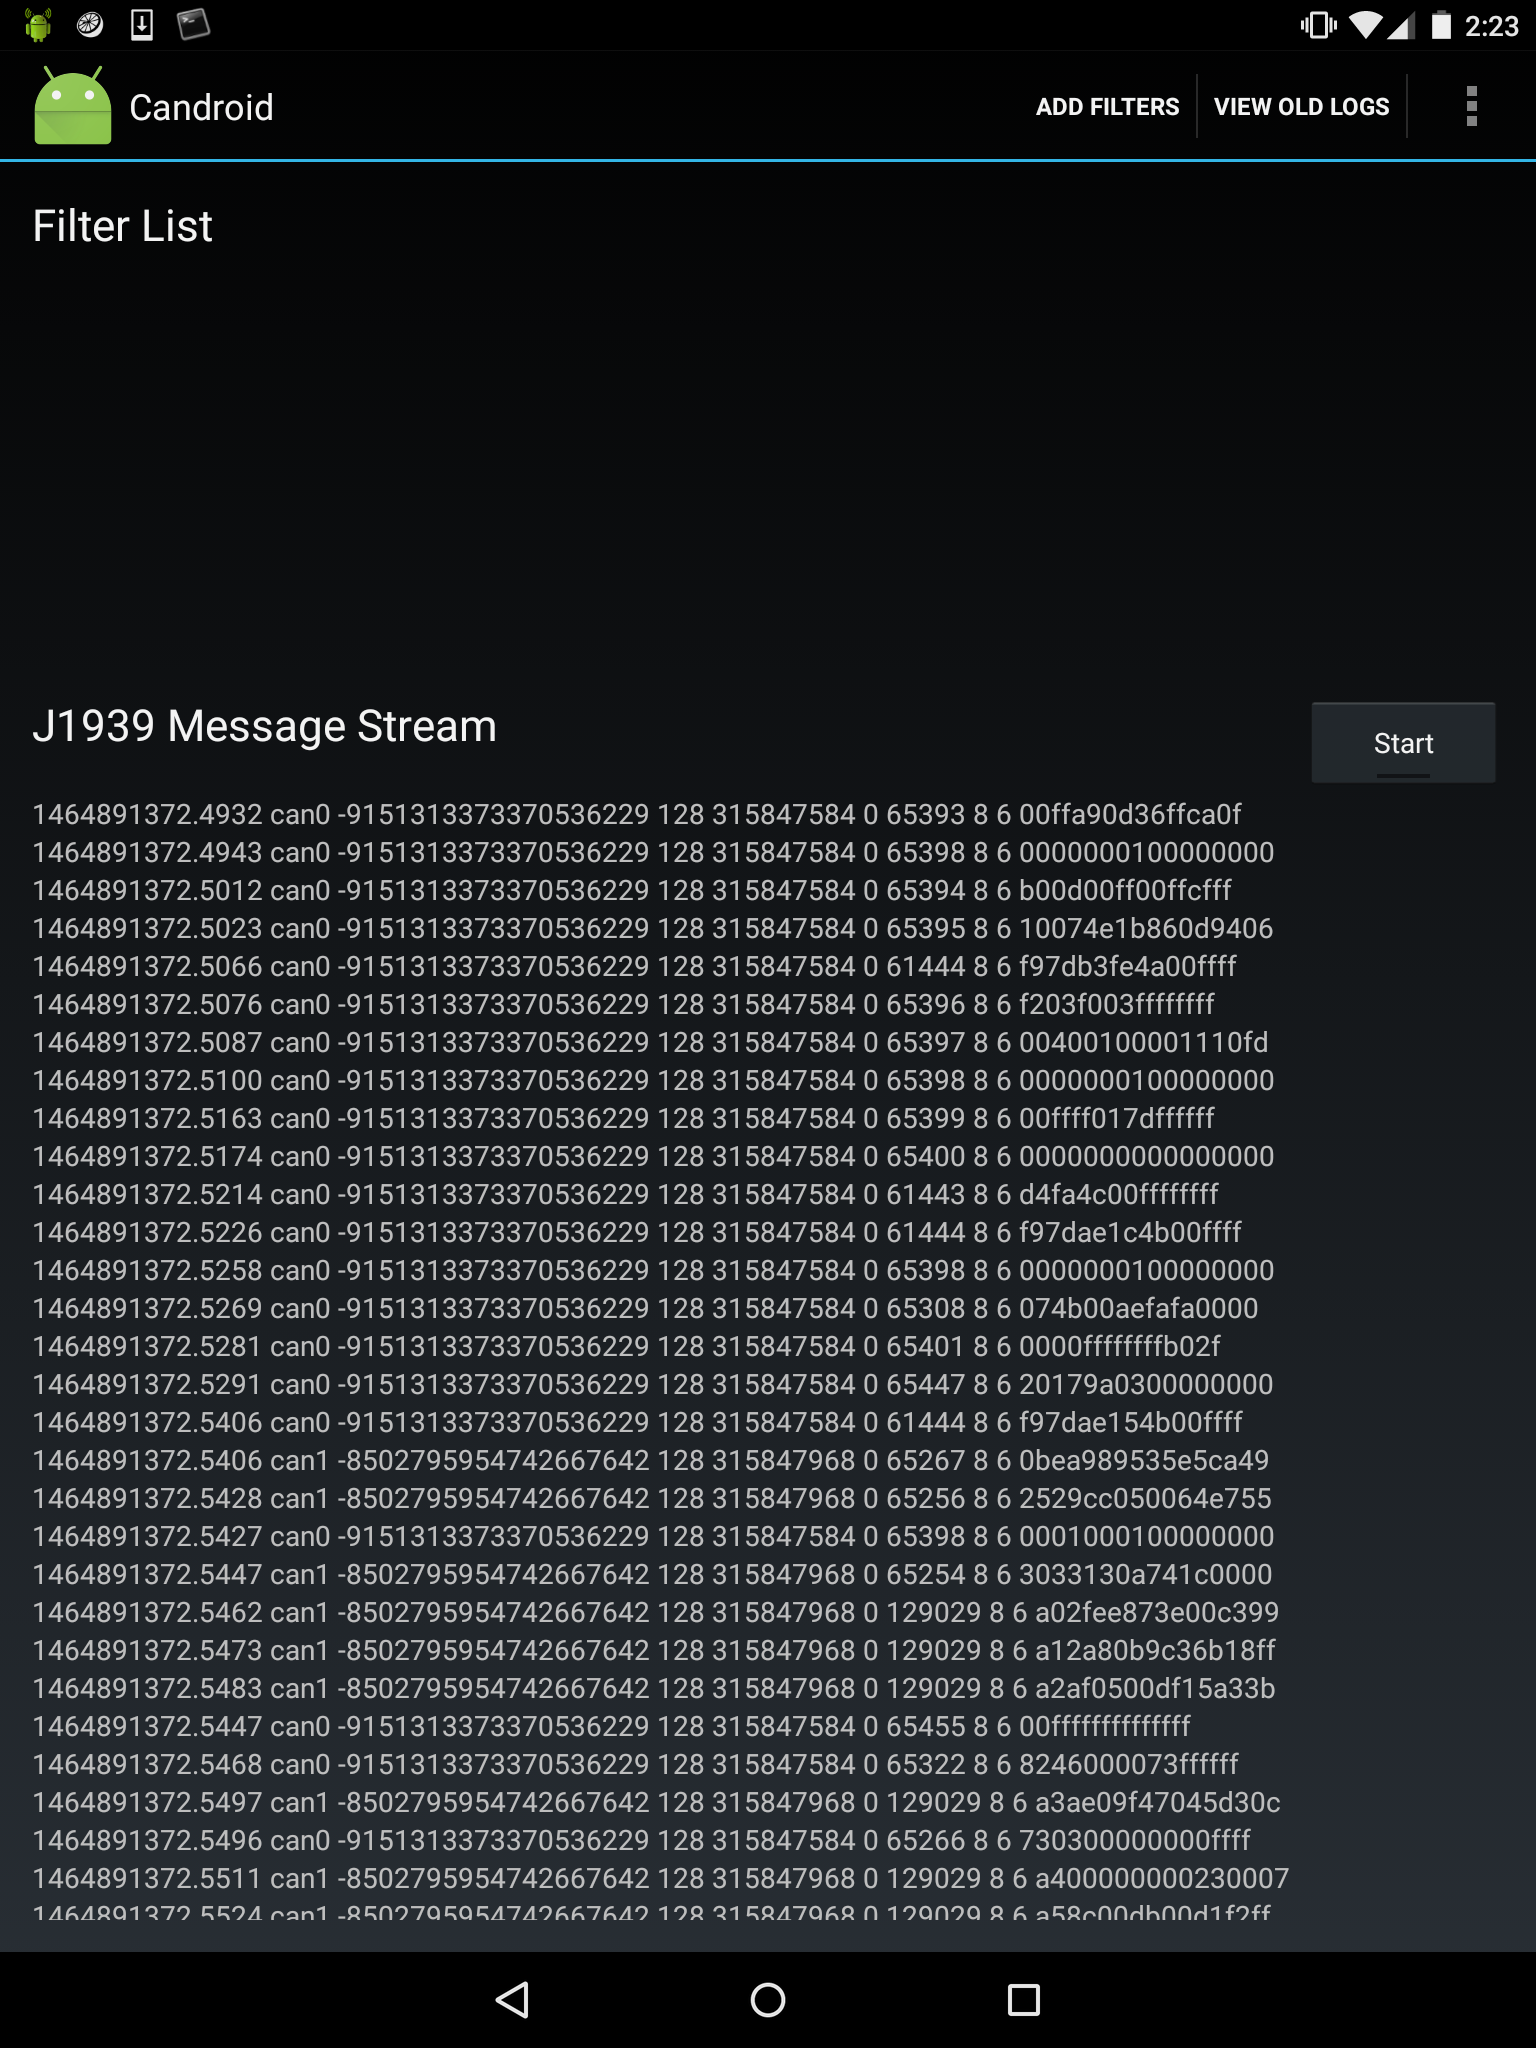 2:23
Candroid
ADD FILTERS
VIEW OLD LOGS
Filter List
J1939 Message Stream
Start
1464891372.4932 can0 -9151313373370536229 128 315847584 0 65393 8 6 00ffa90d36ffca0f
1464891372.4943 can0 -9151313373370536229 128 315847584 0 65398 8 6 0000000100000000
1464891372.5012 can0 -9151313373370536229 128 315847584 0 65394 8 6 b00d00ff00ffcfff
1464891372.5023 can0 -9151313373370536229 128 315847584 0 65395 8 6 10074e1b860d9406
1464891372.5066 can0 -9151313373370536229 128 315847584 0 61444 8 6 f97db3fe4a00ffff
1464891372.5076 can0 -9151313373370536229 128 315847584 0 65396 8 6 f203f003ffffffff
1464891372.5087 can0 -9151313373370536229 128 315847584 0 65397 8 6 00400100001110fd
1464891372.5100 can0 -9151313373370536229 128 315847584 0 65398 8 6 0000000100000000
1464891372.5163 can0 -9151313373370536229 128 315847584 0 65399 8 6 00ffff017dffffff
1464891372.5174 can0 -9151313373370536229 128 315847584 0 65400 8 6 0000000000000000
1464891372.5214 can0 -9151313373370536229 128 315847584 0 61443 8 6 d4fa4c00ffffffff
1464891372.5226 can0 -9151313373370536229 128 315847584 0 61444 8 6 f97dae1c4b00ffff
1464891372.5258 can0 -9151313373370536229 128 315847584 0 65398 8 6 0000000100000000
1464891372.5269 can0 -9151313373370536229 128 315847584 0 65308 8 6 074b00aefafa0000
1464891372.5281 can0 -9151313373370536229 128 315847584 0 65401 8 6 0000ffffffffb02f
1464891372.5291 can0 -9151313373370536229 128 315847584 0 65447 8 6 20179a0300000000
1464891372.5406 can0 -9151313373370536229 128 315847584 0 61444 8 6 f97dae154b00ffff
1464891372.5406 can1 -8502795954742667642 128 315847968 0 65267 8 6 0bea989535e5ca49
1464891372.5428 can1 -8502795954742667642 128 315847968 0 65256 8 6 2529cc050064e755
1464891372.5427 can0 -9151313373370536229 128 315847584 0 65398 8 6 0001000100000000
1464891372.5447 can1 -8502795954742667642 128 315847968 0 65254 8 6 3033130a741c0000
1464891372.5462 can1 -8502795954742667642 128 315847968 0 129029 8 6 a02fee873e00c399
1464891372.5473 can1 -8502795954742667642 128 315847968 0 129029 8 6 a12a80b9c36b18ff
1464891372.5483 can1 -8502795954742667642 128 315847968 0 129029 8 6 a2af0500df15a33b
1464891372.5447 can0 -9151313373370536229 128 315847584 0 65455 8 6 00ffffffffffffff
1464891372.5468 can0 -9151313373370536229 128 315847584 0 65322 8 6 8246000073ffffff
1464891372.5497 can1 -8502795954742667642 128 315847968 0 129029 8 6 a3ae09f47045d30c
1464891372.5496 can0 -9151313373370536229 128 315847584 0 65266 8 6 730300000000ffff
1464891372.5511 can1 -8502795954742667642 128 315847968 0 129029 8 6 a400000000230007
1464891372.5524 can1 -8502795954742667642 128 315847968 0 129029 8 6 a58c00db00d1f2ff